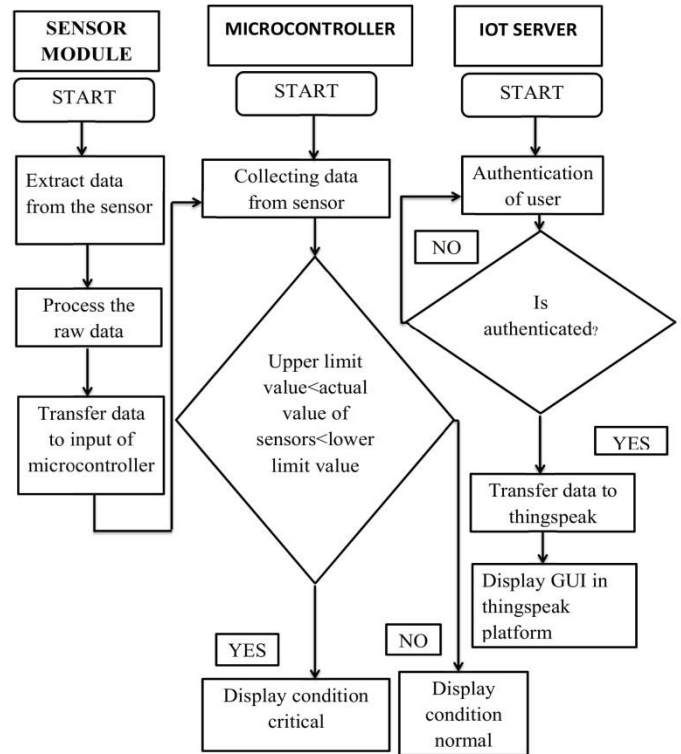 SENSOR
MODULE
START
Extract data
from the sensor
Process the
raw data
Transfer data
to input of
microcontroller
MICROCONTROLLER
START
Collecting data
from sensor
Upper limit
value<actual
value of
sensors<lower
limit value
YES
NO
Display condition
critical
Display
condition
normal
IOT SERVER
START
Authentication
of user
NO
Is
authenticated?
YES
Transfer data to
thingspeak
Display GUI in
thingspeak
platform